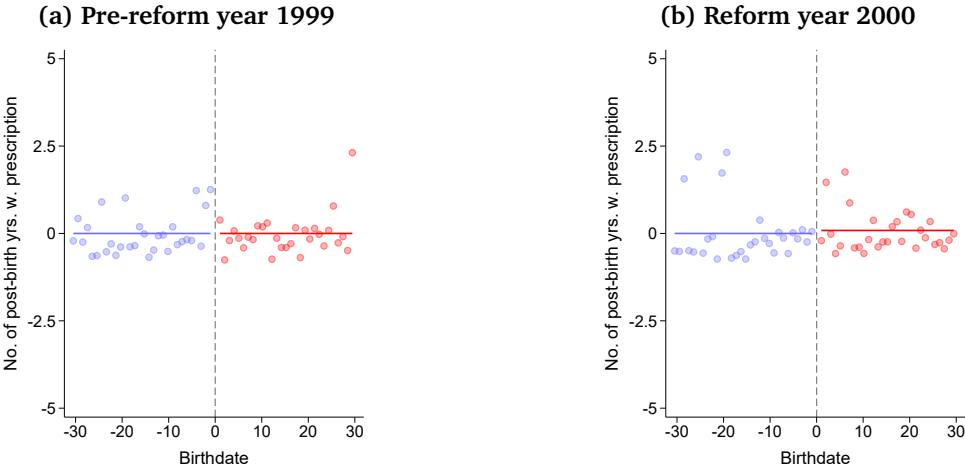 (a) Pre-reform year 1999
No. of post-birth yrs. w. prescription
5
2.5
0
-2.5
-5
-30 -20 -10 0 10 20 30
Birthdate
(b) Reform year 2000
No. of post-birth yrs. w. prescription
5
2.5
0
-2.5
-5
-30 -20 -10 0 10 20 30
Birthdate